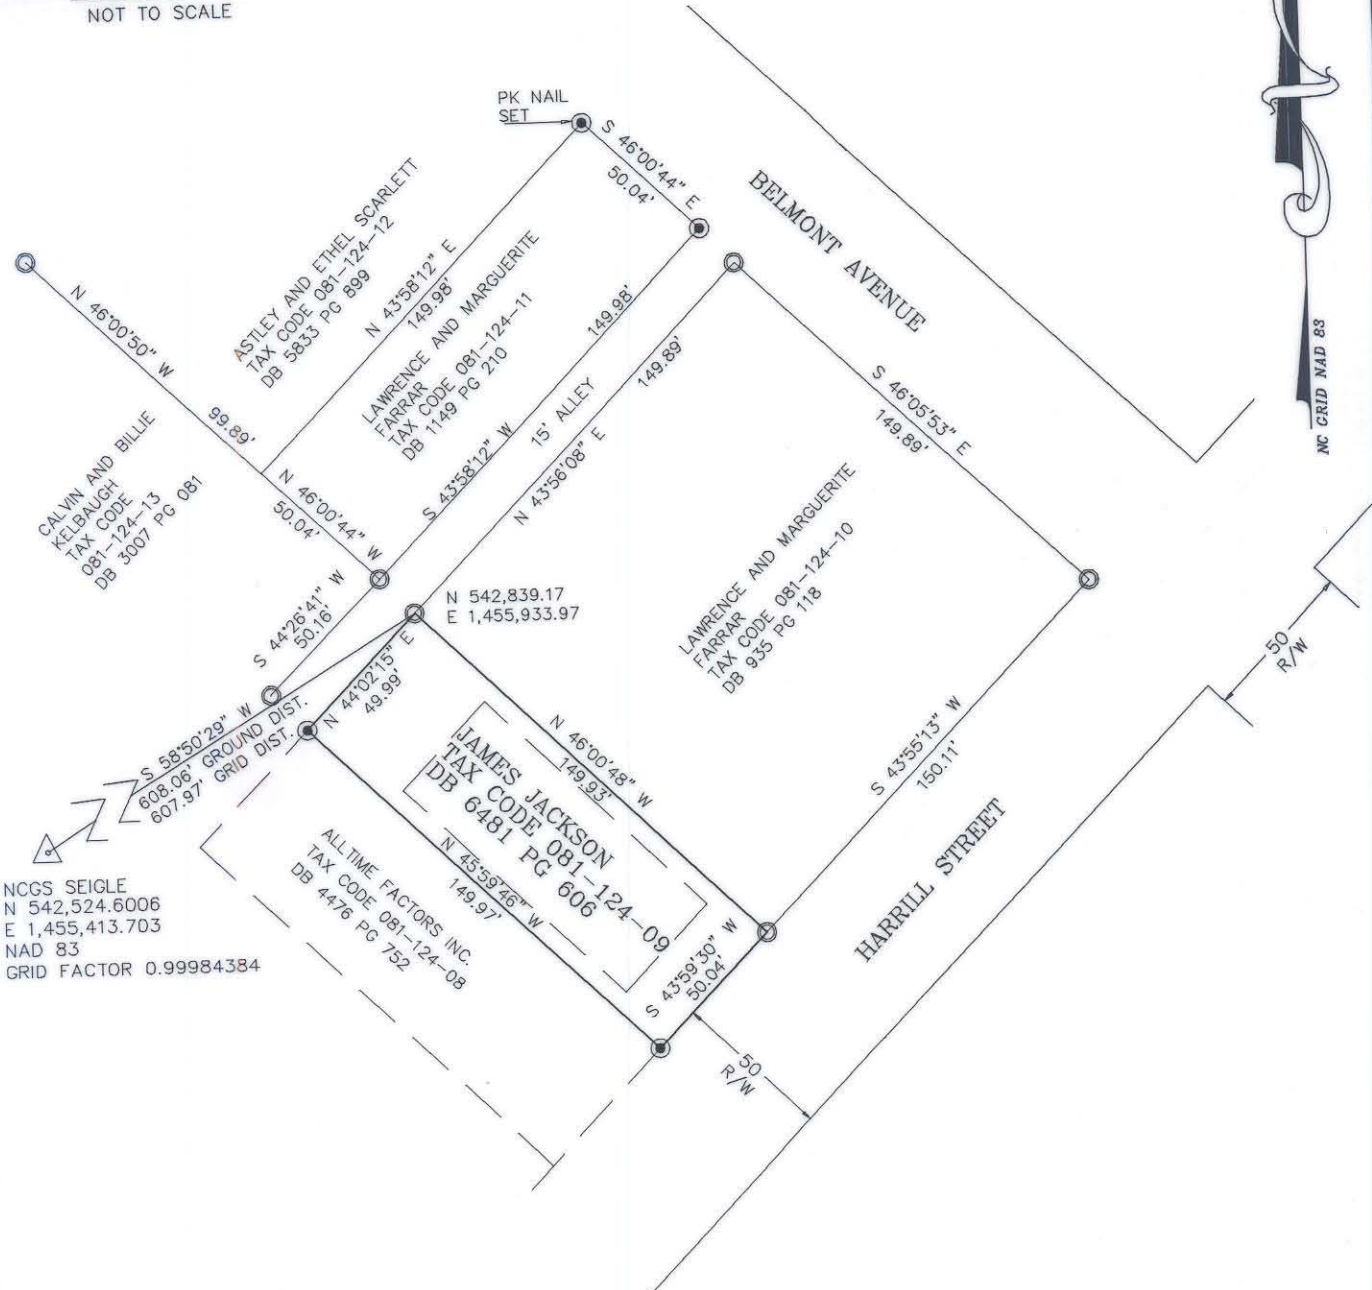 NOT TO SCALE
PK NAIL
SET
S 46°00'44" E
50.04'
BELMONT AVENUE
ASTLEY AND ETHEL SCARLETT
TAX CODE 081-124-12
DB 5833 PG 899
N 43°58'12" E
149.98'
LAWRENCE AND MARGUERITE
FARRAR
TAX CODE 081-124-11
DB 1149 PG 210
149.98'
S 43°58'12" W
15' ALLEY
149.89'
N 43°56'08" E
N 46°00'50" W
99.89'
CALVIN AND BILLIE
KELBAUGH
TAX CODE
081-124-13
DB 3007 PG 081
N 46°00'44" W
50.04'
S 46°05'53" E
149.89'
NC GRID NAD 83
LAWRENCE AND MARGUERITE
FARRAR
TAX CODE 081-124-10
DB 935 PG 118
N 542,839.17
E 1,455,933.97
S 44°26'41" W
50.16'
N 44°02'15" E
49.99'
S 58°50'29" W
608.06' GROUND DIST.
607.97' GRID DIST.
50
R/W
S 43°55'13" W
150.11'
N 46°00'48" W
149.93'
JAMES JACKSON
TAX CODE 081-124-09
DB 6481 PG 606
N 45°59'46" W
149.97'
HARRILL STREET
NCGS SEIGLE
N 542,524.6006
E 1,455,413.703
NAD 83
GRID FACTOR 0.99984384
ALLTIME FACTORS INC.
TAX CODE 081-124-08
DB 4476 PG 752
S 43°59'30" W
50.04'
50
R/W